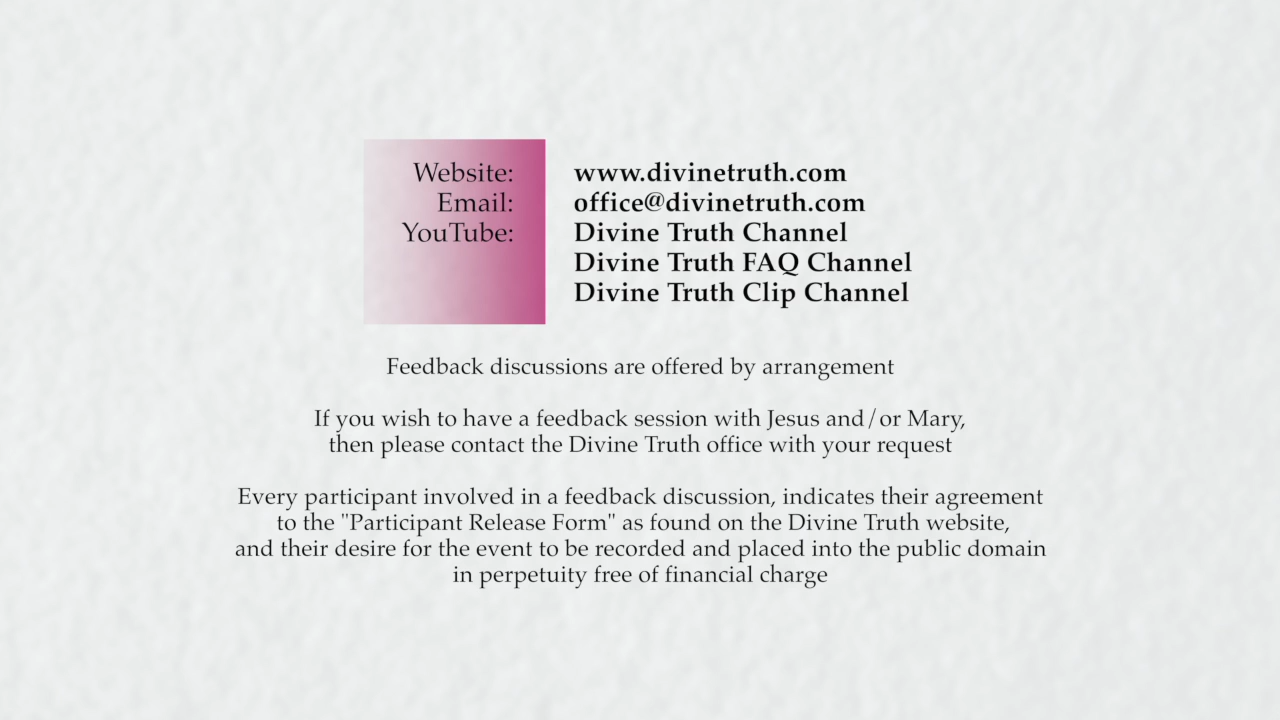 Website: www.divinetruth.com
Email: office@divinetruth.com
YouTube: Divine Truth Channel
Divine Truth FAQ Channel
Divine Truth Clip Channel
Feedback discussions are offered by arrangement
If you wish to have a feedback session with Jesus and/or Mary,
then please contact the Divine Truth office with your request
Every participant involved in a feedback discussion, indicates their agreement
to the "Participant Release Form" as found on the Divine Truth website,
and their desire for the event to be recorded and placed into the public domain
in perpetuity free of financial charge